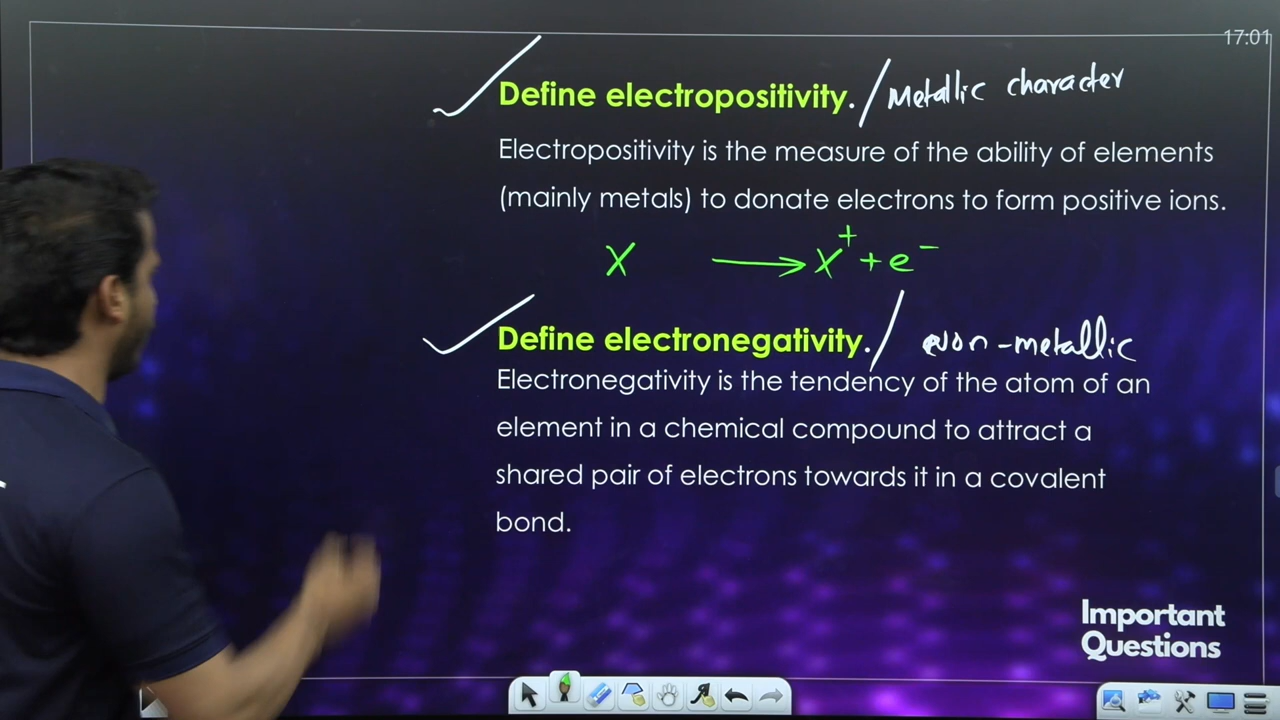 17:01
Define electropositivity. / Metallic character
Electropositivity is the measure of the ability of elements
(mainly metals) to donate electrons to form positive ions.
X ⟶ X⁺ + e⁻
Define electronegativity. / Non-metallic
Electronegativity is the tendency of the atom of an
element in a chemical compound to attract a
shared pair of electrons towards it in a covalent
bond.
Important
Questions